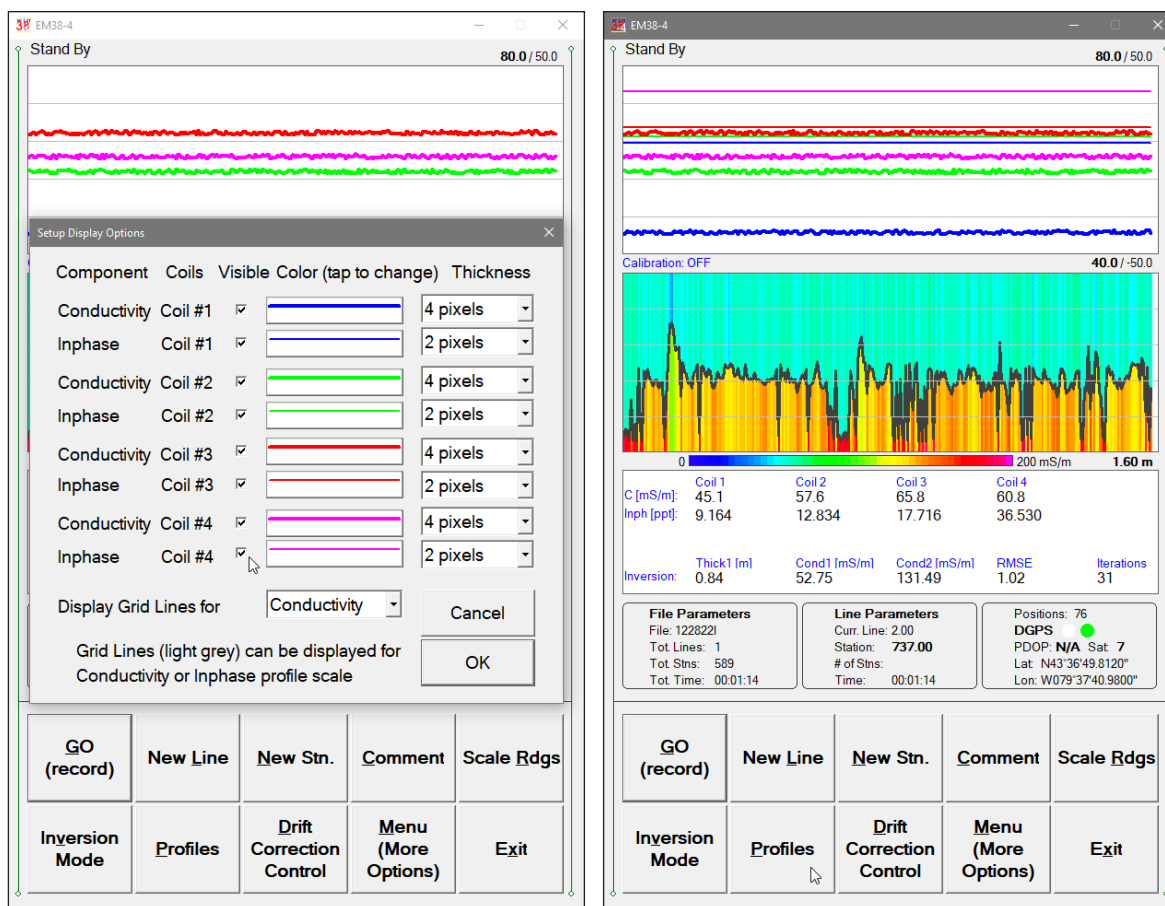 EM38-4
Stand By
80.0 / 50.0
Setup Display Options
Component Coils Visible Color (tap to change) Thickness
Conductivity Coil #1 4 pixels
Inphase Coil #1 2 pixels
Conductivity Coil #2 4 pixels
Inphase Coil #2 2 pixels
Conductivity Coil #3 4 pixels
Inphase Coil #3 2 pixels
Conductivity Coil #4 4 pixels
Inphase Coil #4 2 pixels
Display Grid Lines for Conductivity Cancel
Grid Lines (light grey) can be displayed for
Conductivity or Inphase profile scale
OK
GO
(record)
New Line
New Stn.
Comment
Scale Rdgs
Inversion
Mode
Profiles
Drift
Correction
Control
Menu
(More
Options)
Exit
EM38-4
Stand By
80.0 / 50.0
Calibration: OFF
40.0 / -50.0
0 200 mS/m 1.60 m
Coil 1 Coil 2 Coil 3 Coil 4
C [mS/m]: 45.1 57.6 65.8 60.8
Inph [ppt]: 9.164 12.834 17.716 36.530
Thick1 [m] Cond1 [mS/m] Cond2 [mS/m] RMSE Iterations
Inversion: 0.84 52.75 131.49 1.02 31
File Parameters
File: 122822I
Tot. Lines: 1
Tot. Stns: 589
Tot. Time: 00:01:14
Line Parameters
Curr. Line: 2.00
Station: 737.00
# of Stns:
Time: 00:01:14
Positions: 76
DGPS
PDOP: N/A Sat: 7
Lat: N43°36'49.8120"
Lon: W079°37'40.9800"
GO
(record)
New Line
New Stn.
Comment
Scale Rdgs
Inversion
Mode
Profiles
Drift
Correction
Control
Menu
(More
Options)
Exit